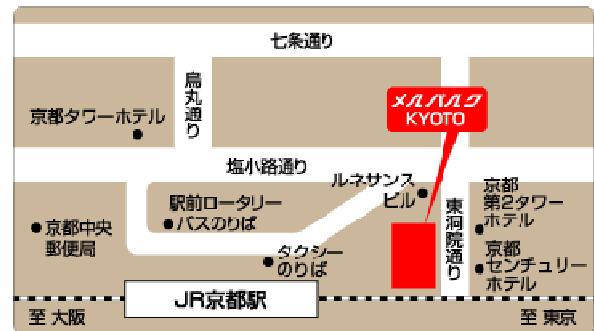 七条通り
烏丸通り
メルパルク
KYOTO
京都タワーホテル
塩小路通り
ルネサンス
ビル
京都
第2タワー
ホテル
駅前ロータリー
バスのりば
東洞院通り
京都中央
郵便局
タクシー
のりば
京都
センチュリー
ホテル
JR京都駅
至 大阪
至 東京